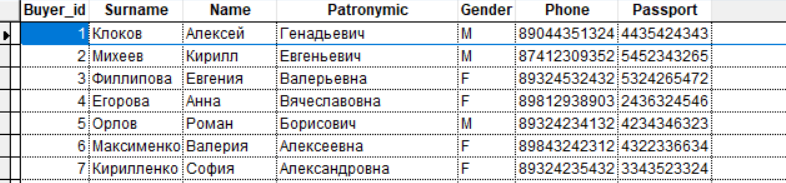 Buyer_id Surname Name Patronymic Gender Phone Passport
1 Клоков Алексей Генадьевич M 89044351324 4435424343
2 Михеев Кирилл Евгеньевич M 87412309352 5452343265
3 Филлипова Евгения Валерьевна F 89324532432 5324265472
4 Егорова Анна Вячеславовна F 89812938903 2436324546
5 Орлов Роман Борисович M 89324234132 4234346323
6 Максименко Валерия Алексеевна F 89843242312 4322336634
7 Кирилленко София Александровна F 89324235432 3343523324